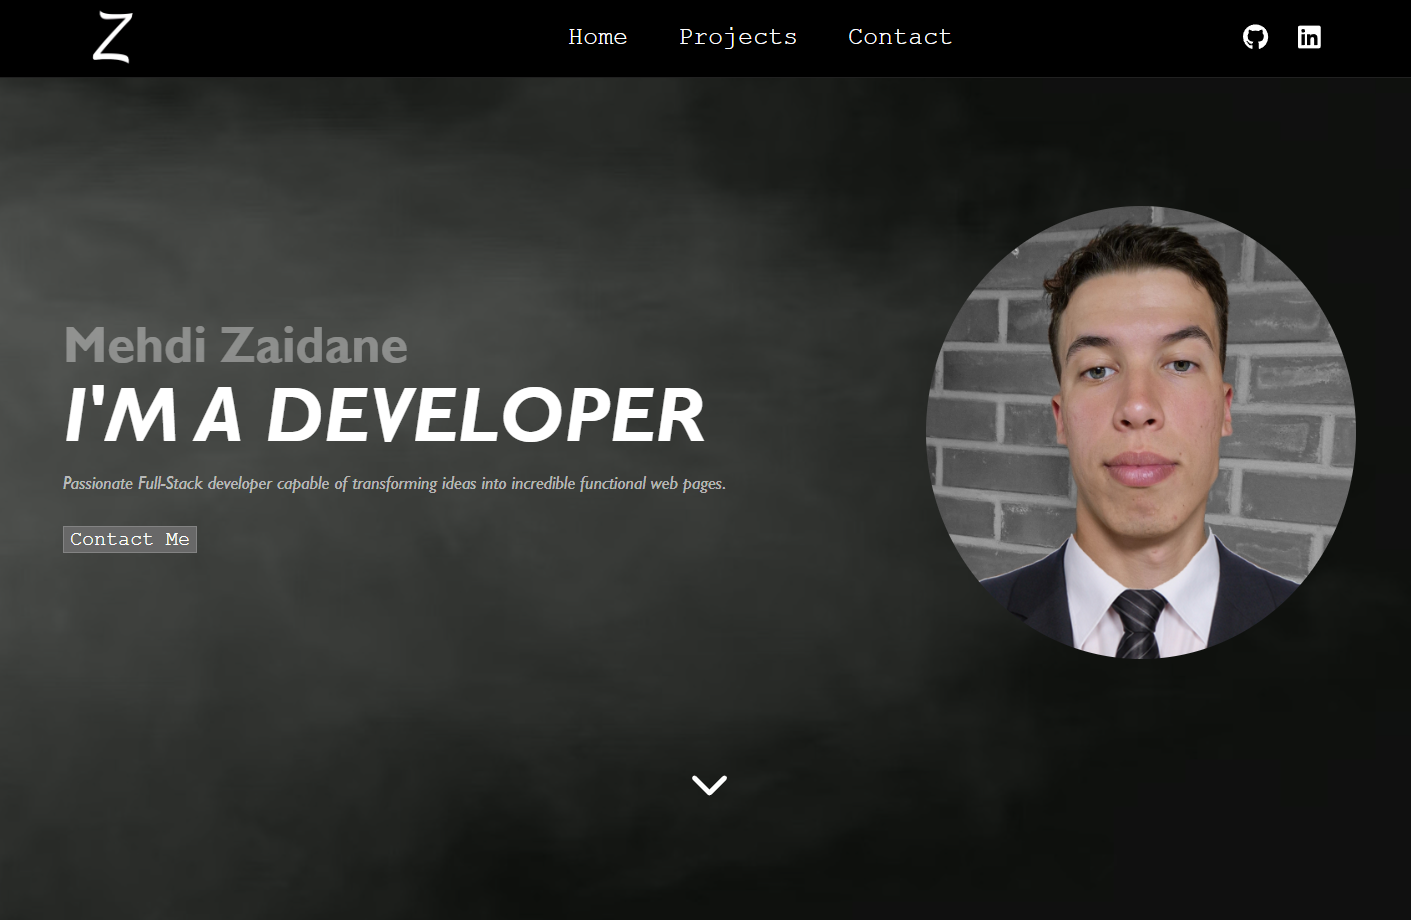 Z
Home Projects Contact
Mehdi Zaidane
I'M A DEVELOPER
Passionate Full-Stack developer capable of transforming ideas into incredible functional web pages.
Contact Me